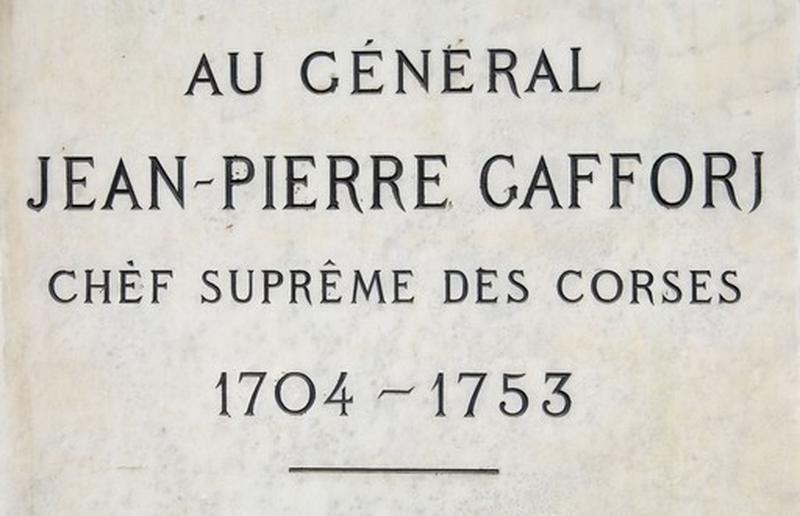 AU GÉNÉRAL
JEAN-PIERRE GAFFORJ
CHÈF SUPRÊME DES CORSES
1704 ~ 1753